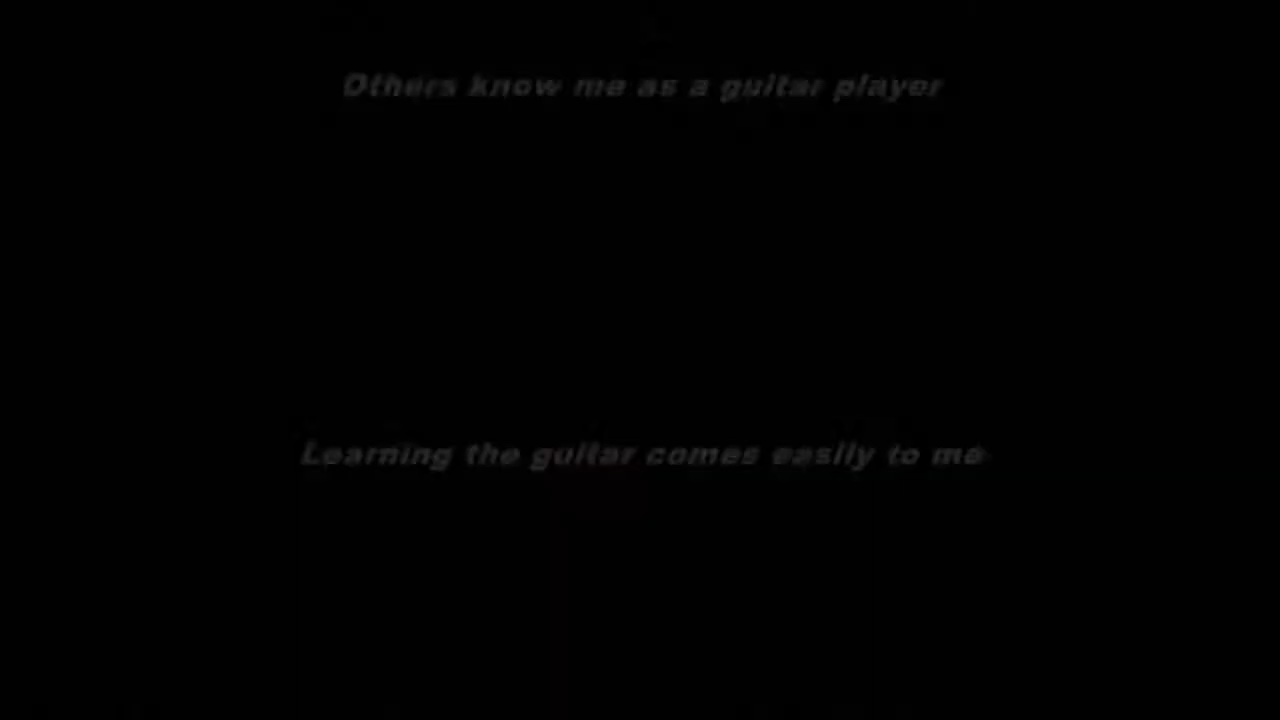 Others know me as a guitar player
Learning the guitar comes easily to me